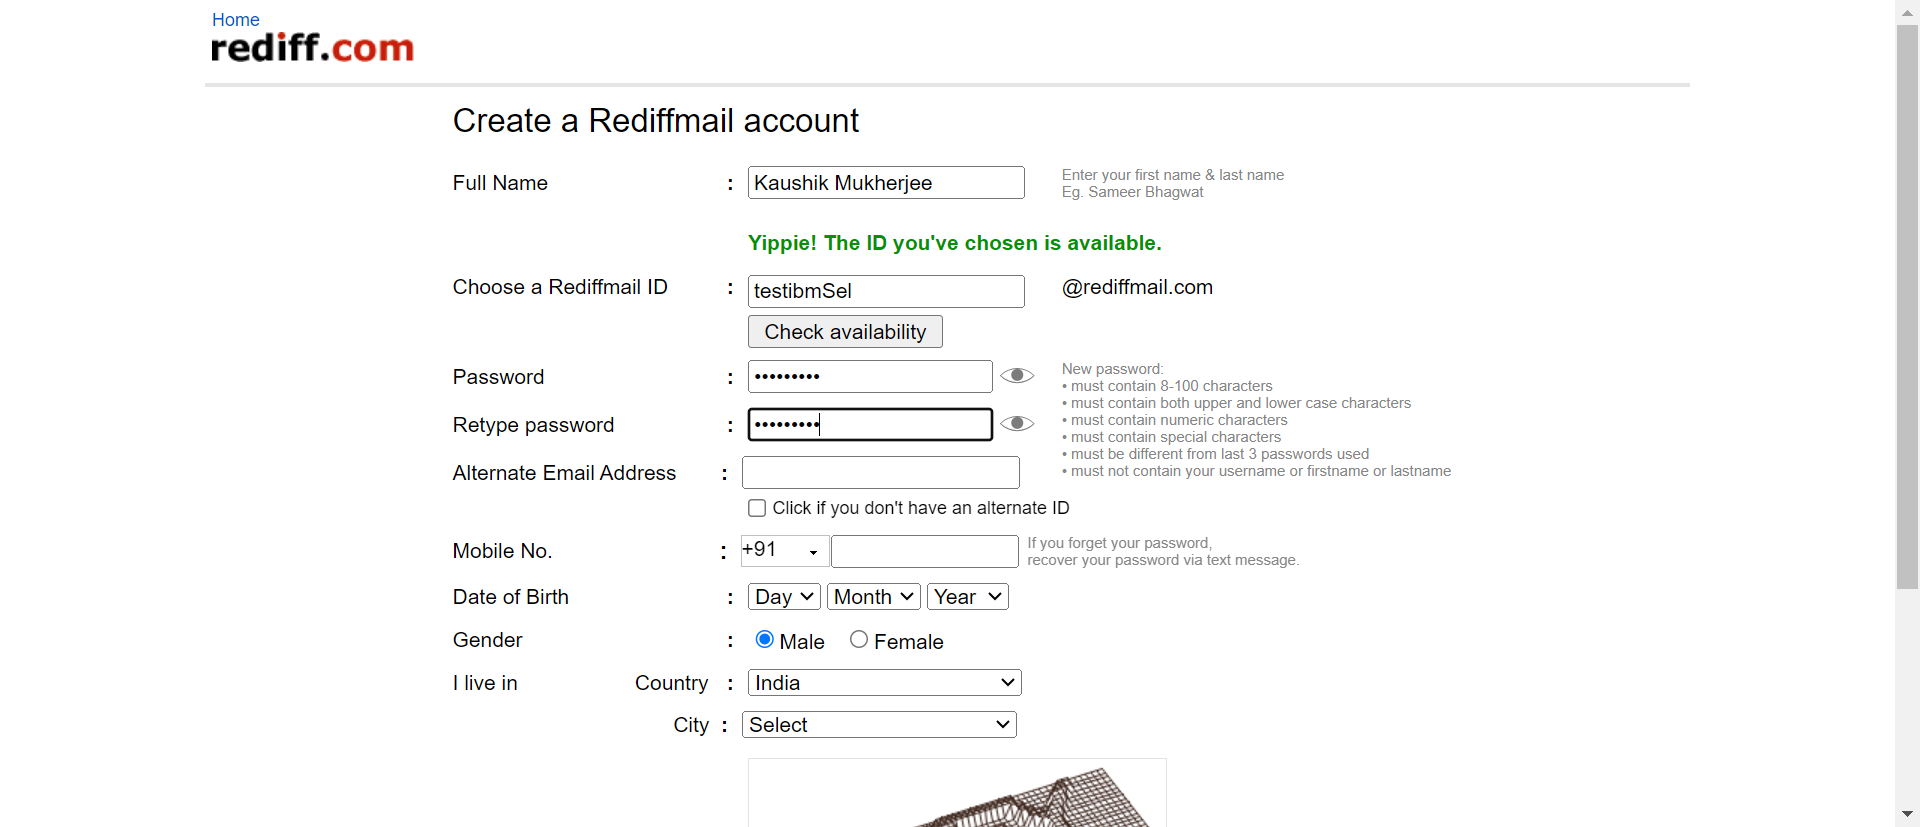 Home
rediff.com
Create a Rediffmail account
Full Name : Kaushik Mukherjee Enter your first name & last name
Eg. Sameer Bhagwat
Yippie! The ID you've chosen is available.
Choose a Rediffmail ID : testibmSel @rediffmail.com
Check availability
Password : ••••••••• New password:
• must contain 8-100 characters
• must contain both upper and lower case characters
Retype password : ••••••••• • must contain numeric characters
• must contain special characters
• must be different from last 3 passwords used
Alternate Email Address : • must not contain your username or firstname or lastname
Click if you don't have an alternate ID
Mobile No. : +91 If you forget your password,
recover your password via text message.
Date of Birth : Day Month Year
Gender : Male Female
I live in Country : India
City : Select